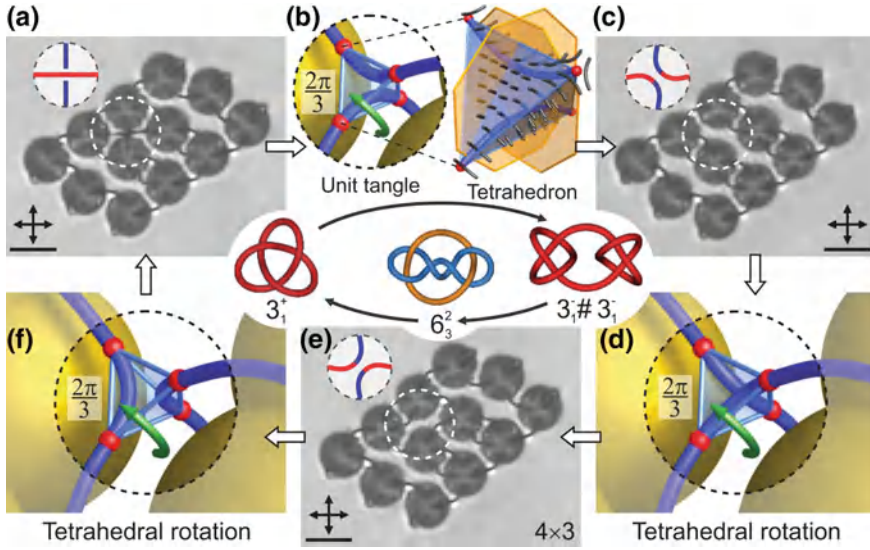 (a)
(b)
2π/3
Unit tangle
Tetrahedron
(c)
3₁⁺
6₃²
3₁⁻# 3₁⁻
(f)
2π/3
Tetrahedral rotation
(e)
4×3
(d)
2π/3
Tetrahedral rotation